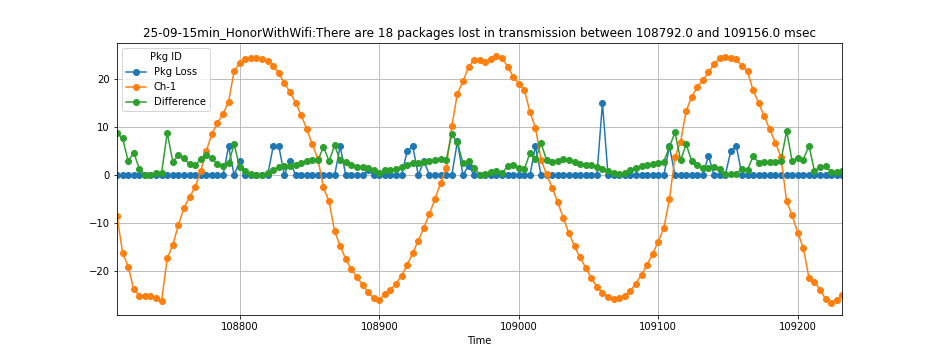 25-09-15min_HonorWithWifi:There are 18 packages lost in transmission between 108792.0 and 109156.0 msec
Pkg ID
Pkg Loss
Ch-1
Difference
20
10
0
−10
−20
108800 108900 109000 109100 109200
Time